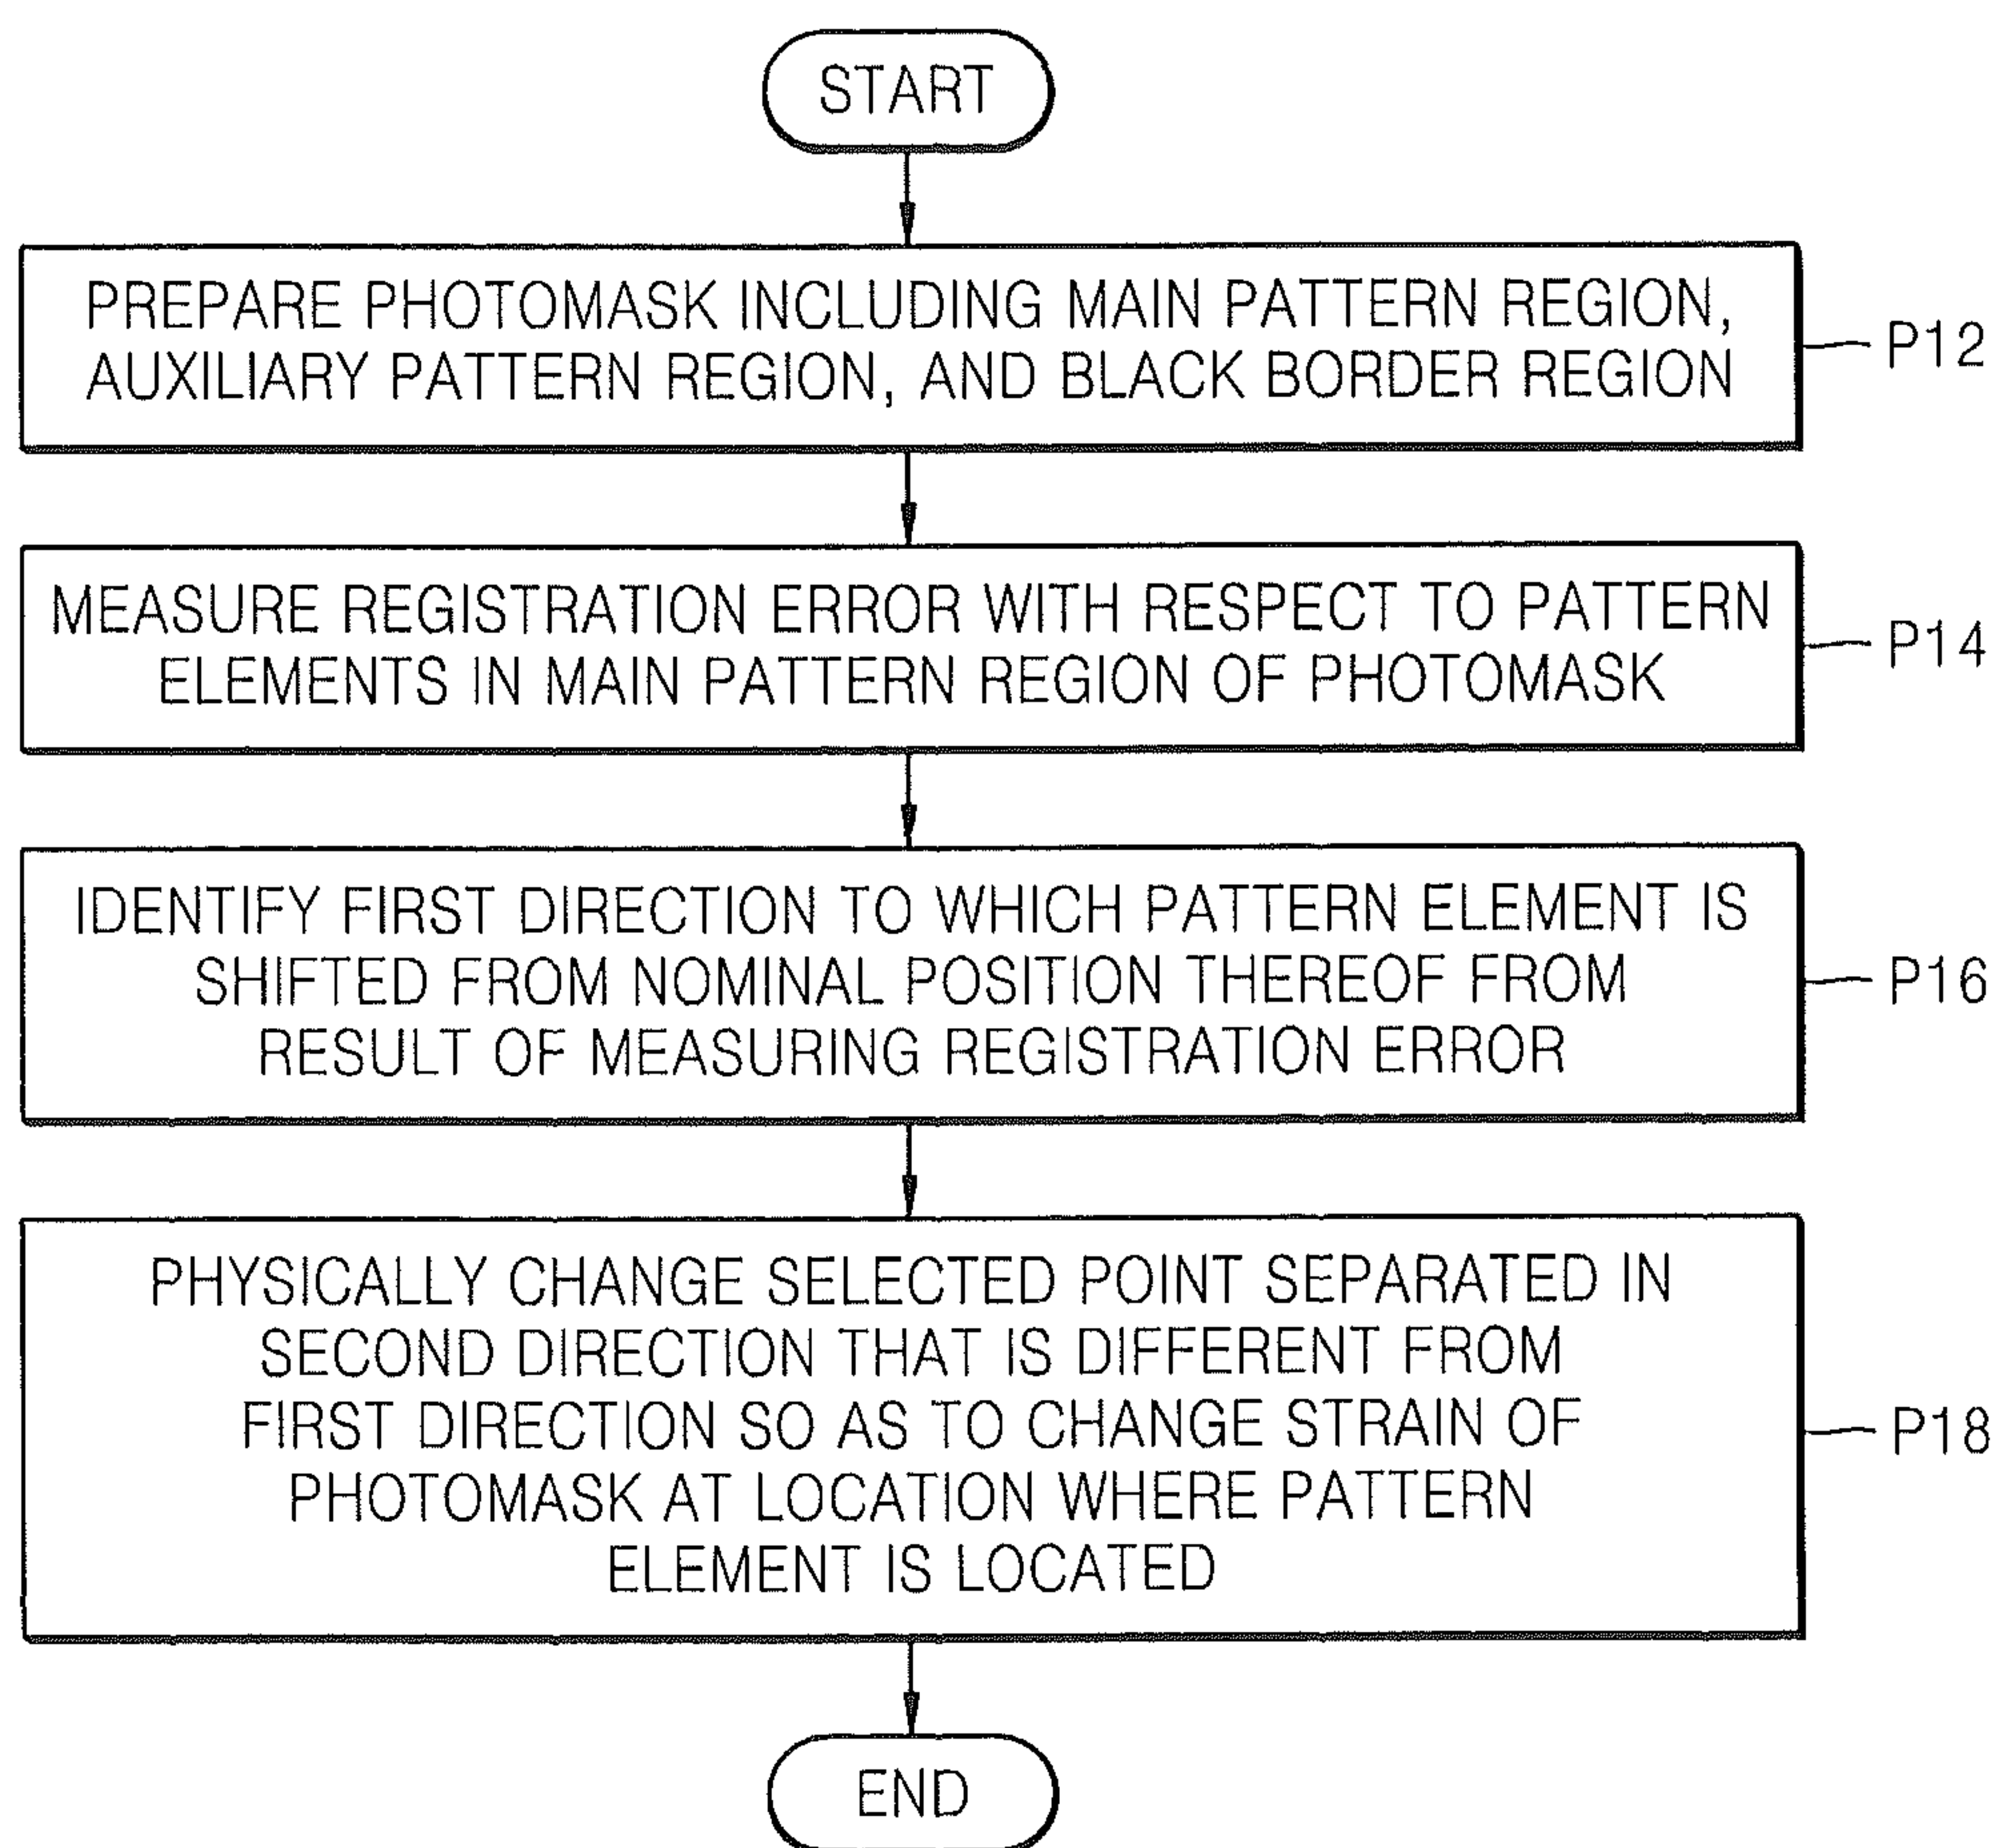 START
PREPARE PHOTOMASK INCLUDING MAIN PATTERN REGION,
AUXILIARY PATTERN REGION, AND BLACK BORDER REGION
P12
MEASURE REGISTRATION ERROR WITH RESPECT TO PATTERN
ELEMENTS IN MAIN PATTERN REGION OF PHOTOMASK
P14
IDENTIFY FIRST DIRECTION TO WHICH PATTERN ELEMENT IS
SHIFTED FROM NOMINAL POSITION THEREOF FROM
RESULT OF MEASURING REGISTRATION ERROR
P16
PHYSICALLY CHANGE SELECTED POINT SEPARATED IN
SECOND DIRECTION THAT IS DIFFERENT FROM
FIRST DIRECTION SO AS TO CHANGE STRAIN OF
PHOTOMASK AT LOCATION WHERE PATTERN
ELEMENT IS LOCATED
P18
END